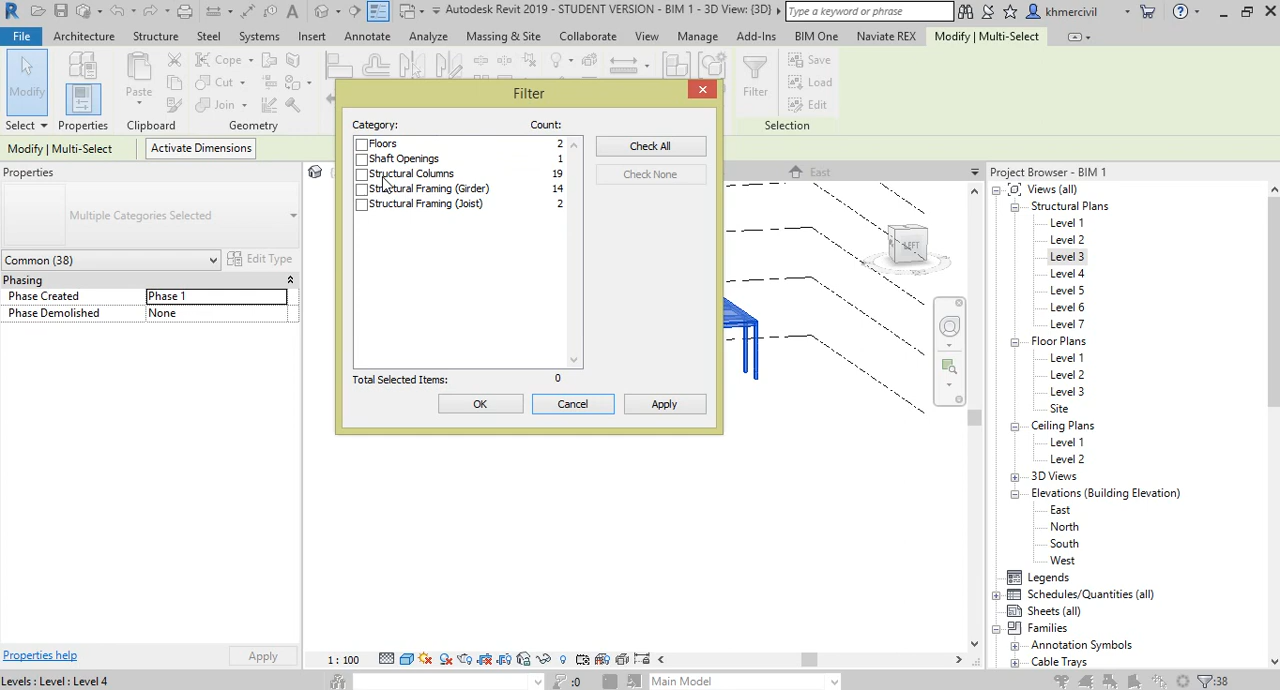 Autodesk Revit 2019 - STUDENT VERSION - BIM 1 - 3D View: {3D}
Type a keyword or phrase
khmercivil
File
Architecture
Structure
Steel
Systems
Insert
Annotate
Analyze
Massing & Site
Collaborate
View
Manage
Add-Ins
BIM One
Naviate REX
Modify | Multi-Select
Modify
Paste
Cope
Cut
Join
Filter
Save
Load
Edit
Select
Properties
Clipboard
Geometry
Selection
Modify | Multi-Select
Activate Dimensions
Filter
Category:
Count:
Floors 2
Shaft Openings 1
Structural Columns 19
Structural Framing (Girder) 14
Structural Framing (Joist) 2
Check All
Check None
Total Selected Items: 0
OK
Cancel
Apply
Properties
Multiple Categories Selected
Common (38)
Edit Type
Phasing
Phase Created Phase 1
Phase Demolished None
East
LEFT
Project Browser - BIM 1
Views (all)
Structural Plans
Level 1
Level 2
Level 3
Level 4
Level 5
Level 6
Level 7
Floor Plans
Level 1
Level 2
Level 3
Site
Ceiling Plans
Level 1
Level 2
3D Views
Elevations (Building Elevation)
East
North
South
West
Legends
Schedules/Quantities (all)
Sheets (all)
Families
Annotation Symbols
Cable Trays
Properties help
Apply
1 : 100
Levels : Level : Level 4
:0
Main Model
:38